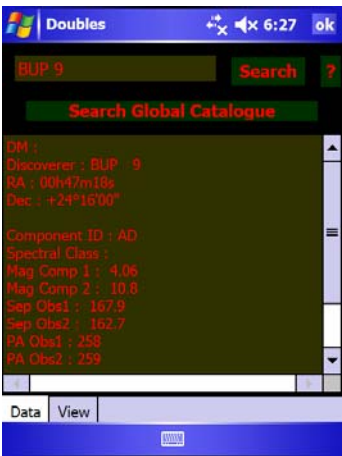 Doubles 6:27 ok
BUP 9 Search ?
Search Global Catalogue
DM :
Discoverer : BUP 9
RA : 00h47m18s
Dec : +24°16'00"
Component ID : AD
Spectral Class :
Mag Comp 1 : 4.06
Mag Comp 2 : 10.8
Sep Obs1 : 167.9
Sep Obs2 : 162.7
PA Obs1 : 258
PA Obs2 : 259
Data View